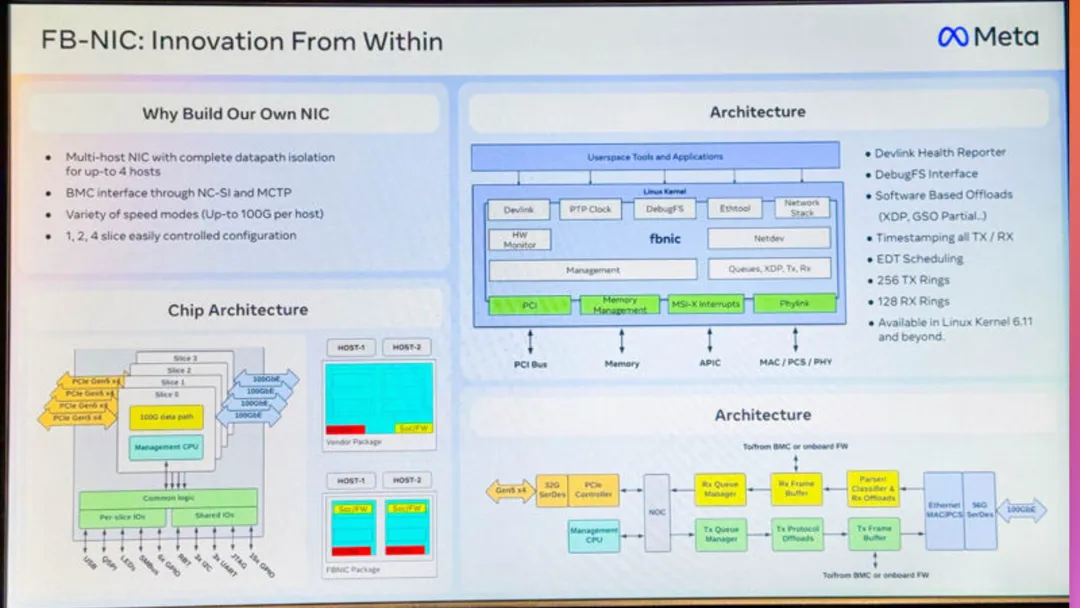 FB-NIC: Innovation From Within
Meta
Why Build Our Own NIC
• Multi-host NIC with complete datapath isolation
for up-to 4 hosts
• BMC interface through NC-SI and MCTP
• Variety of speed modes (Up-to 100G per host)
• 1, 2, 4 slice easily controlled configuration
Chip Architecture
Slice 3
Slice 2
Slice 1
Slice 0
PCIe Gen5 x4
PCIe Gen5 x4
PCIe Gen5 x4
PCIe Gen5 x4
100GbE
100GbE
100GbE
100GbE
100G data path
Management CPU
Common logic
Per-slice IOs
Shared IOs
USB
QSPI
LEDs
SMBus
6x GPIO
RBT
3x I2C
3x UART
JTAG
15x GPIO
HOST-1
HOST-2
Soc/FW
Vendor Package
HOST-1
HOST-2
Soc/FW
Soc/FW
FBNIC Package
Architecture
Userspace Tools and Applications
Linux Kernel
Devlink
PTP Clock
DebugFS
Ethtool
Network
Stack
HW
Monitor
fbnic
Netdev
Management
Queues, XDP, Tx, Rx
PCI
Memory
Management
MSI-X Interrupts
Phylink
PCI Bus
Memory
APIC
MAC / PCS / PHY
• Devlink Health Reporter
• DebugFS Interface
• Software Based Offloads
(XDP, GSO Partial..)
• Timestamping all TX / RX
• EDT Scheduling
• 256 TX Rings
• 128 RX Rings
• Available in Linux Kernel 6.11
and beyond.
Architecture
To/from BMC or onboard FW
Gen5 x4
32G
SerDes
PCIe
Controller
Management
CPU
NOC
Rx Queue
Manager
Rx Frame
Buffer
Parser/
Classifier &
Rx Offloads
Tx Queue
Manager
Tx Protocol
Offloads
Tx Frame
Buffer
Ethernet
MAC/PCS
56G
SerDes
100GbE
To/from BMC or onboard FW